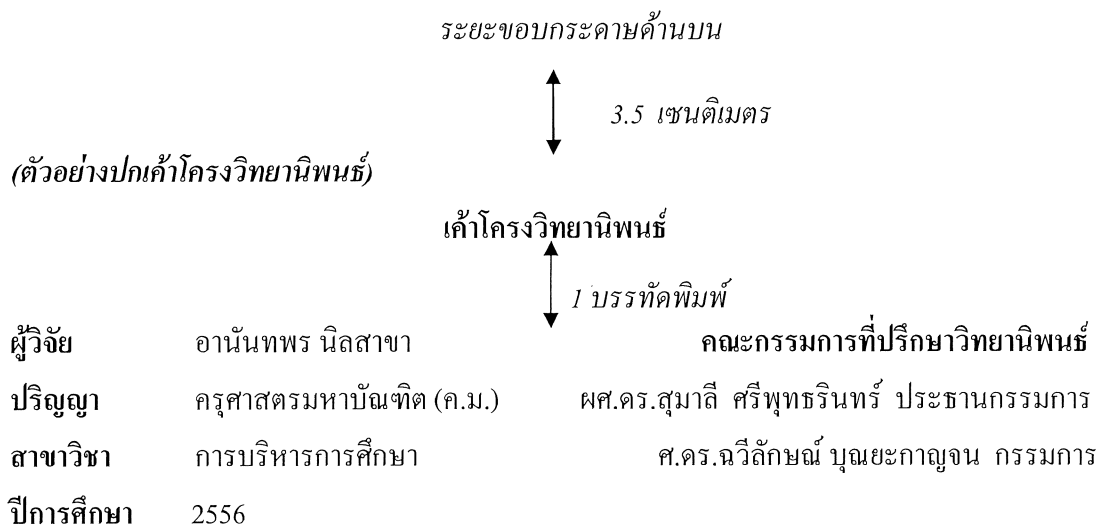 ระยะขอบกระดาษด้านบน
3.5 เซนติเมตร
(ตัวอย่างปกเค้าโครงวิทยานิพนธ์)
เค้าโครงวิทยานิพนธ์
1 บรรทัดพิมพ์
ผู้วิจัย อานันทพร นิลสาขา คณะกรรมการที่ปรึกษาวิทยานิพนธ์
ปริญญา ครุศาสตรมหาบัณฑิต (ค.ม.) ผศ.ดร.สุมาลี ศรีพุทธรินทร์ ประธานกรรมการ
สาขาวิชา การบริหารการศึกษา ศ.ดร.ฉวีลักษณ์ บุณยะกาญจน กรรมการ
ปีการศึกษา 2556